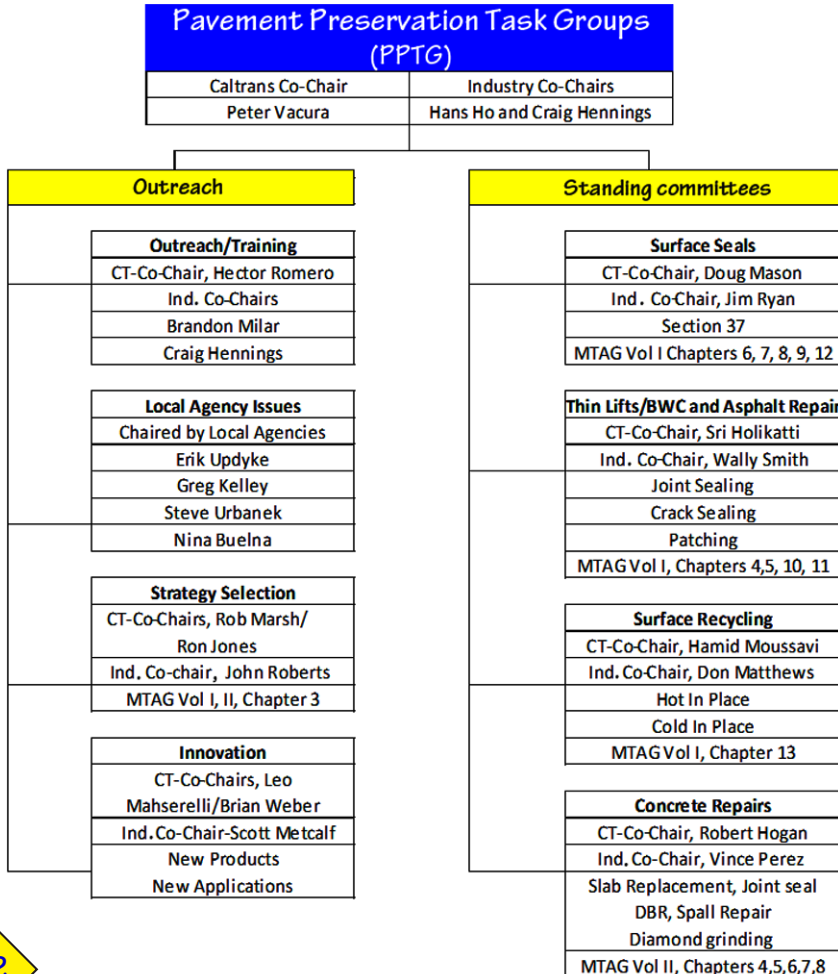 Pavement Preservation Task Groups
(PPTG)
Caltrans Co-Chair
Industry Co-Chairs
Peter Vacura
Hans Ho and Craig Hennings
Outreach
Outreach/Training
CT-Co-Chair, Hector Romero
Ind. Co-Chairs
Brandon Milar
Craig Hennings
Local Agency Issues
Chaired by Local Agencies
Erik Updyke
Greg Kelley
Steve Urbanek
Nina Buelna
Strategy Selection
CT-Co-Chairs, Rob Marsh/
Ron Jones
Ind. Co-chair, John Roberts
MTAG Vol I, II, Chapter 3
Innovation
CT-Co-Chairs, Leo
Mahserelli/Brian Weber
Ind.Co-Chair-Scott Metcalf
New Products
New Applications
Standing committees
Surface Seals
CT-Co-Chair, Doug Mason
Ind. Co-Chair, Jim Ryan
Section 37
MTAG Vol I Chapters 6, 7, 8, 9, 12
Thin Lifts/BWC and Asphalt Repair
CT-Co-Chair, Sri Holikatti
Ind. Co-Chair, Wally Smith
Joint Sealing
Crack Sealing
Patching
MTAG Vol I, Chapters 4,5, 10, 11
Surface Recycling
CT-Co-Chair, Hamid Moussavi
Ind. Co-Chair, Don Matthews
Hot In Place
Cold In Place
MTAG Vol I, Chapter 13
Concrete Repairs
CT-Co-Chair, Robert Hogan
Ind. Co-Chair, Vince Perez
Slab Replacement, Joint seal
DBR, Spall Repair
Diamond grinding
MTAG Vol II, Chapters 4,5,6,7,8